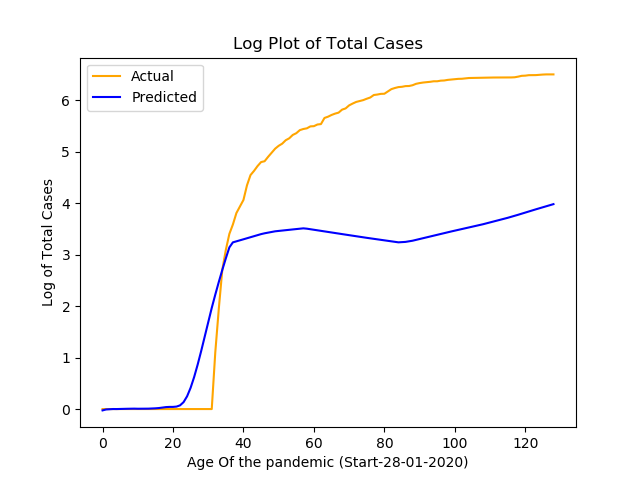 Log Plot of Total Cases
Actual
Predicted
Log of Total Cases
6
5
4
3
2
1
0
0 20 40 60 80 100 120
Age Of the pandemic (Start-28-01-2020)